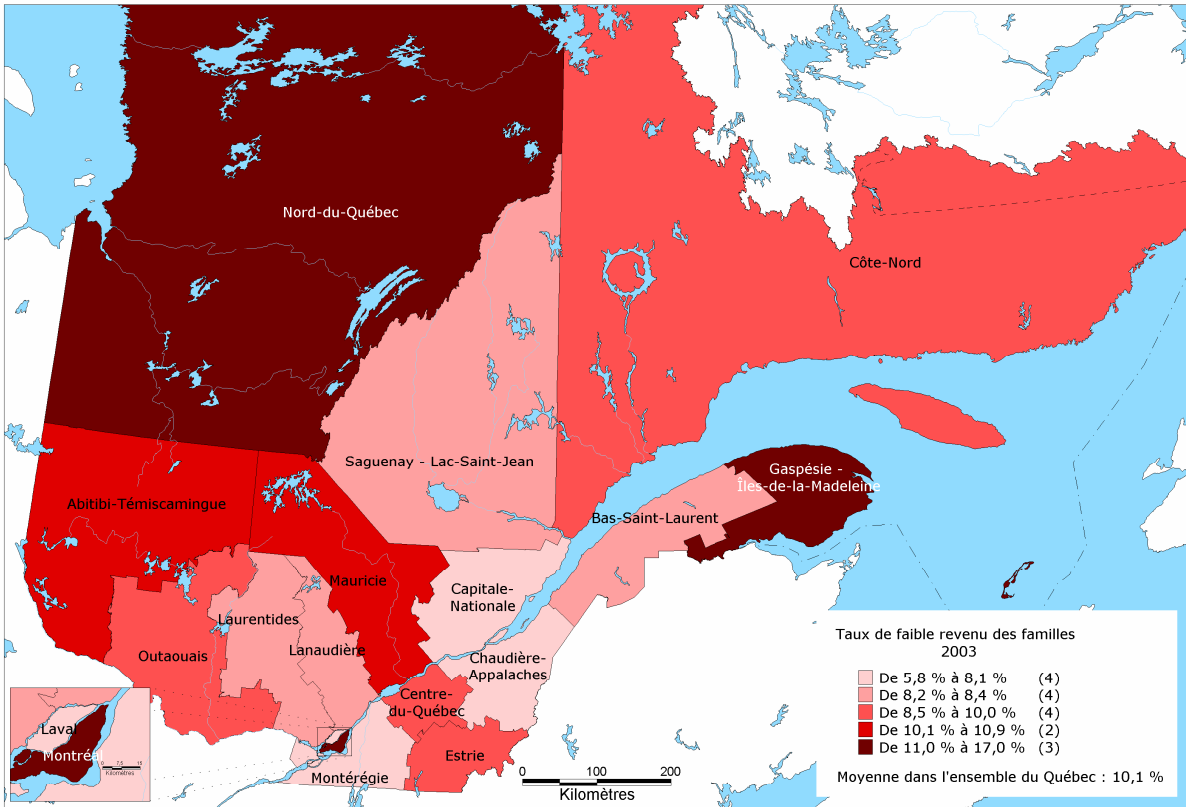 Nord-du-Québec
Côte-Nord
Saguenay - Lac-Saint-Jean
Gaspésie -
Îles-de-la-Madeleine
Abitibi-Témiscamingue
Bas-Saint-Laurent
Mauricie
Capitale-
Nationale
Laurentides
Lanaudière
Outaouais
Chaudière-
Appalaches
Centre-
du-Québec
Estrie
Montérégie
Laval
Montréal
0 7,5 15
Kilomètres
0 100 200
Kilomètres
Taux de faible revenu des familles
2003
De 5,8 % à 8,1 % (4)
De 8,2 % à 8,4 % (4)
De 8,5 % à 10,0 % (4)
De 10,1 % à 10,9 % (2)
De 11,0 % à 17,0 % (3)
Moyenne dans l'ensemble du Québec : 10,1 %